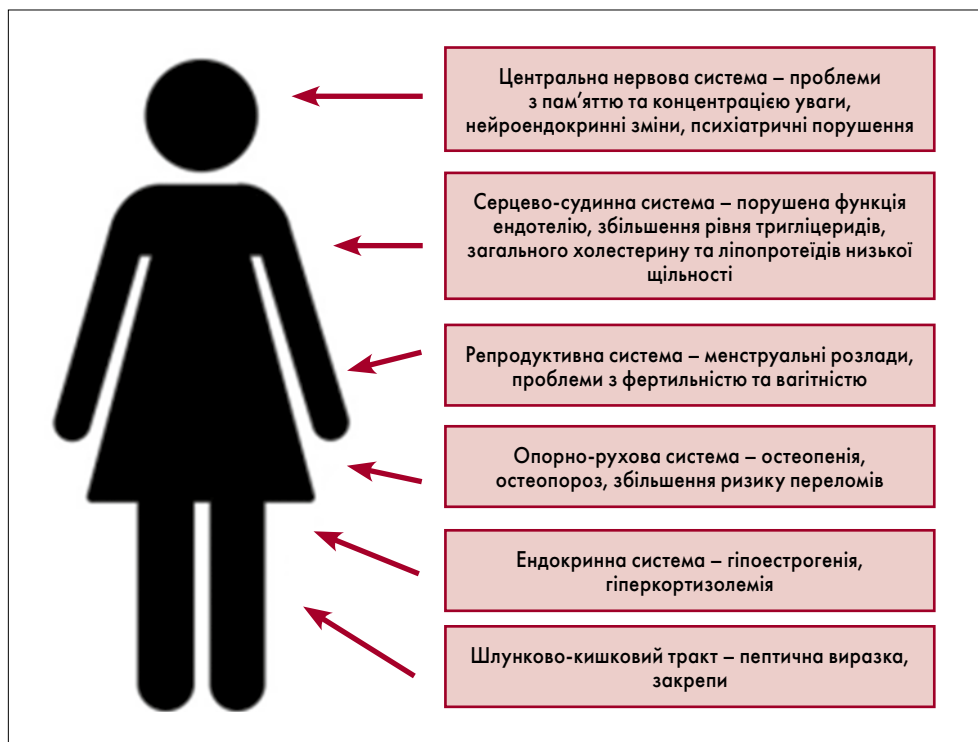 Центральна нервова система – проблеми
з пам’яттю та концентрацією уваги,
нейроендокринні зміни, психіатричні порушення
Серцево-судинна система – порушена функція
ендотелію, збільшення рівня тригліцеридів,
загального холестерину та ліпопротеїдів низької
щільності
Репродуктивна система – менструальні розлади,
проблеми з фертильністю та вагітністю
Опорно-рухова система – остеопенія,
остеопороз, збільшення ризику переломів
Ендокринна система – гіпоестрогенія,
гіперкортизолемія
Шлунково-кишковий тракт – пептична виразка,
закрепи